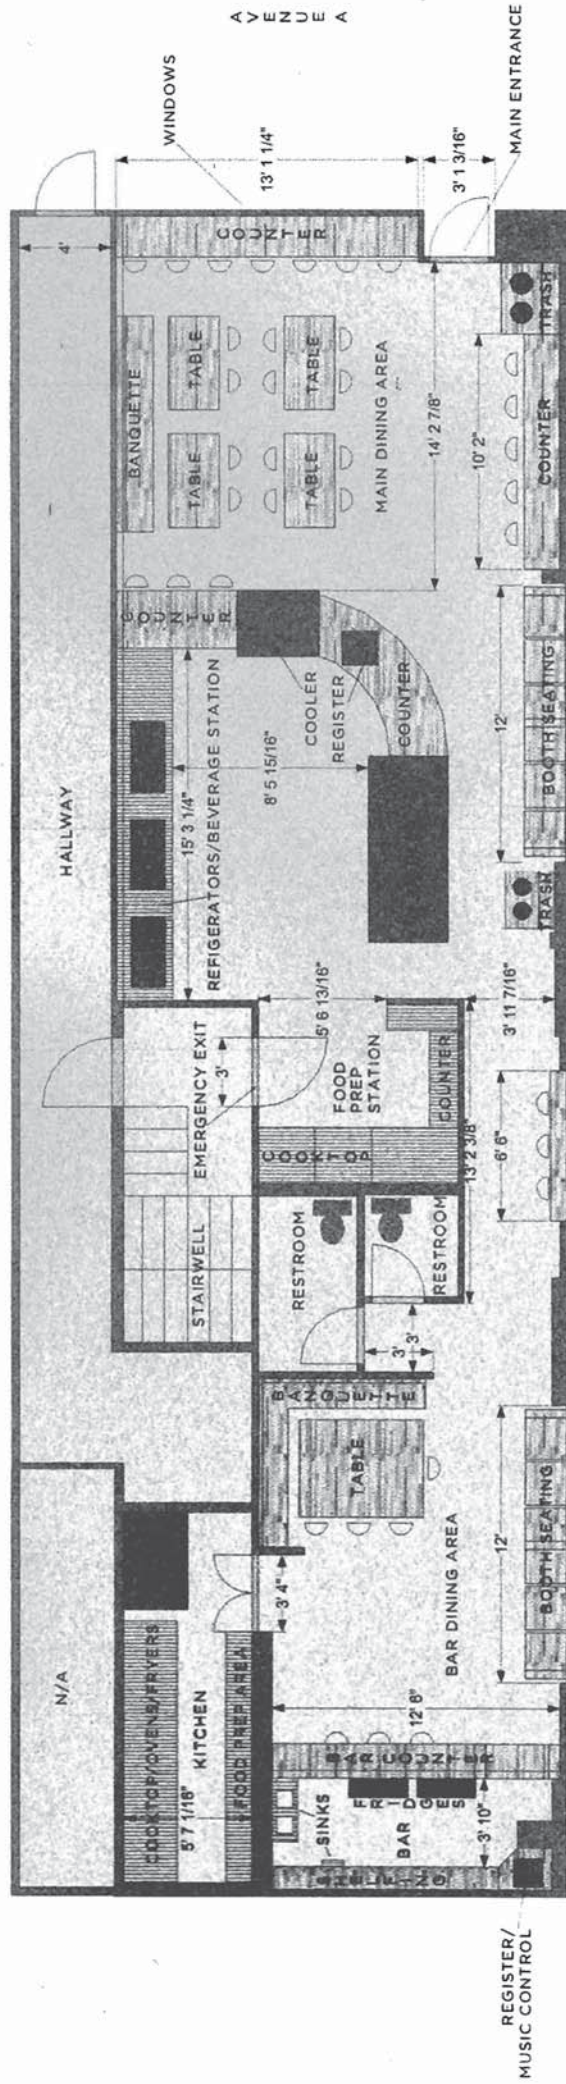 AVENUE A
WINDOWS
MAIN ENTRANCE
13' 1 1/4"
3' 1 3/16"
4'
HALLWAY
COUNTER
BANQUETTE
TABLE
TABLE
TABLE
TABLE
MAIN DINING AREA
14' 2 7/8"
10' 2"
COUNTER
TRASH
COUNTER
COOLER
REGISTER
COUNTER
REFIGERATORS/BEVERAGE STATION
15' 3 1/4"
8' 5 15/16"
12'
BOOTH SEATING
TRASH
EMERGENCY EXIT
3'
STAIRWELL
5' 6 13/16"
FOOD
PREP
STATION
COUNTER
COOKTOP
13' 2 3/8"
3' 11 7/16"
6' 6"
RESTROOM
RESTROOM
3'
3'
BANQUETTE
TABLE
BAR DINING AREA
12'
BOOTH SEATING
N/A
COOKTOP/OVENS/FRYERS
5' 7 1/16"
KITCHEN
FOOD PREP AREA
3' 4"
12' 6"
BAR COUNTER
SINKS
FRIDGES
BAR
3' 10"
SHELFING
REGISTER/
MUSIC CONTROL